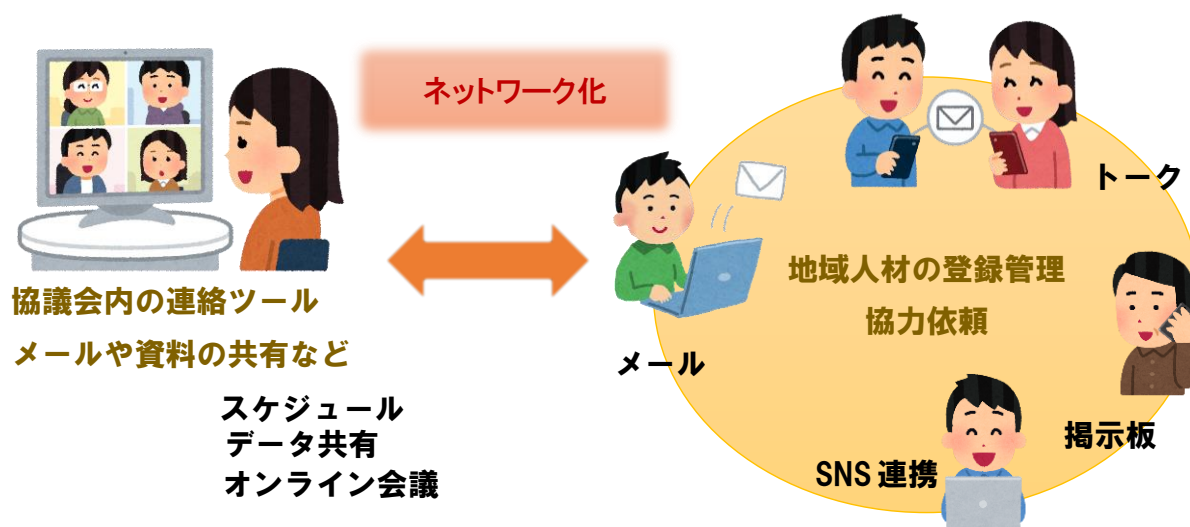 ネットワーク化
協議会内の連絡ツール
メールや資料の共有など
スケジュール
データ共有
オンライン会議
トーク
地域人材の登録管理
協力依頼
メール
掲示板
SNS連携